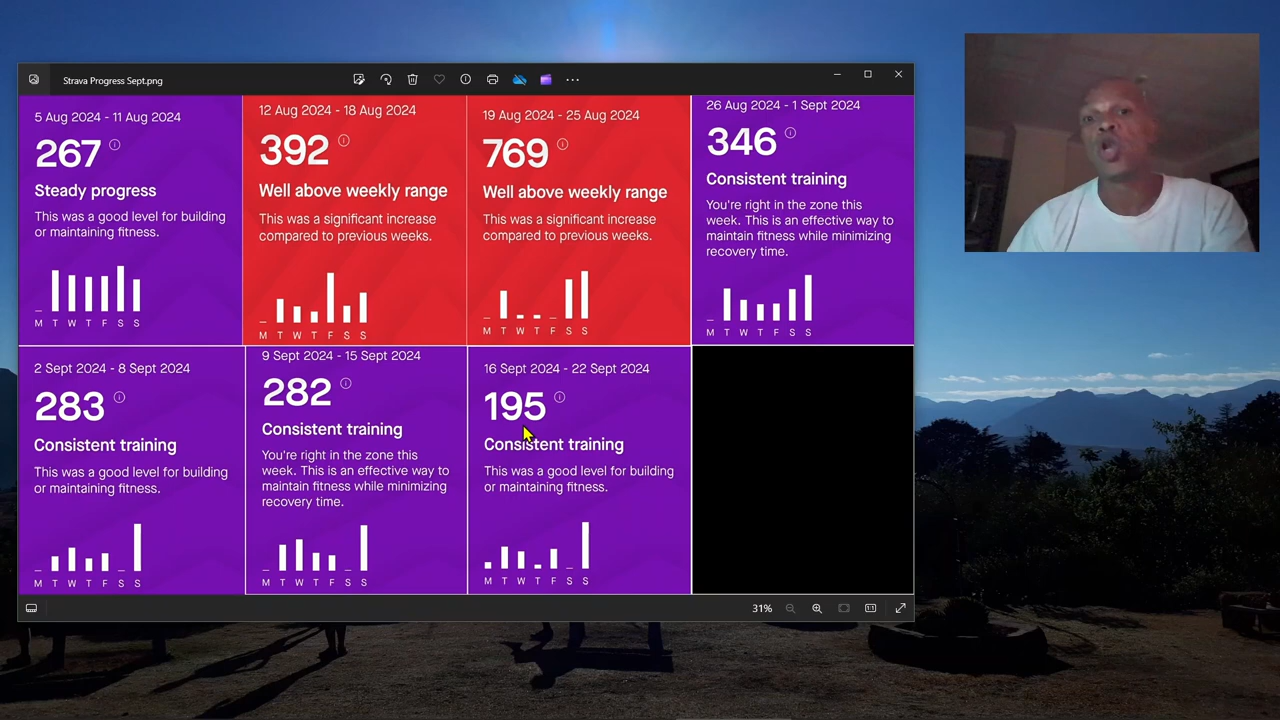 Strava Progress Sept.png
5 Aug 2024 - 11 Aug 2024
267
Steady progress
This was a good level for building
or maintaining fitness.
M T W T F S S
12 Aug 2024 - 18 Aug 2024
392
Well above weekly range
This was a significant increase
compared to previous weeks.
M T W T F S S
19 Aug 2024 - 25 Aug 2024
769
Well above weekly range
This was a significant increase
compared to previous weeks.
M T W T F S S
26 Aug 2024 - 1 Sept 2024
346
Consistent training
You're right in the zone this
week. This is an effective way to
maintain fitness while minimizing
recovery time.
M T W T F S S
2 Sept 2024 - 8 Sept 2024
283
Consistent training
This was a good level for building
or maintaining fitness.
M T W T F S S
9 Sept 2024 - 15 Sept 2024
282
Consistent training
You're right in the zone this
week. This is an effective way to
maintain fitness while minimizing
recovery time.
M T W T F S S
16 Sept 2024 - 22 Sept 2024
195
Consistent training
This was a good level for building
or maintaining fitness.
M T W T F S S
31%